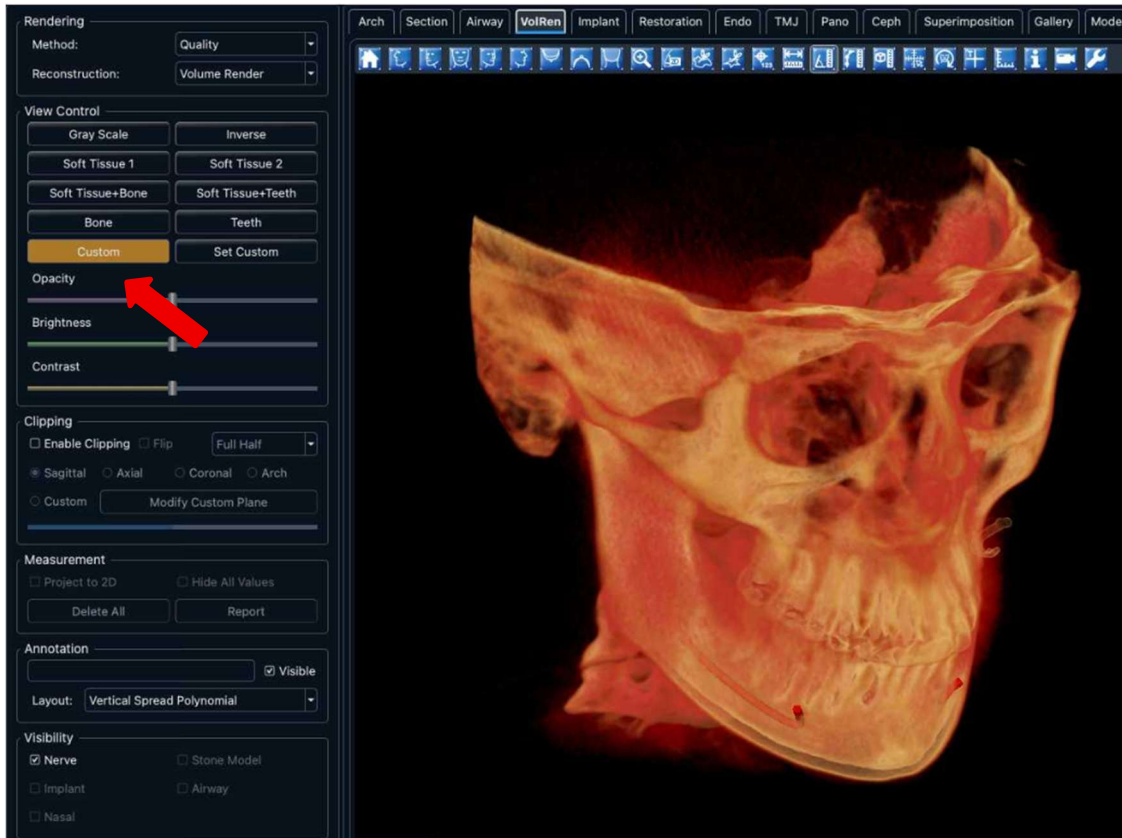 Rendering
Method: Quality
Reconstruction: Volume Render
View Control
Gray Scale Inverse
Soft Tissue 1 Soft Tissue 2
Soft Tissue+Bone Soft Tissue+Teeth
Bone Teeth
Custom Set Custom
Opacity
Brightness
Contrast
Clipping
Enable Clipping Flip Full Half
Sagittal Axial Coronal Arch
Custom Modify Custom Plane
Measurement
Project to 2D Hide All Values
Delete All Report
Annotation
Visible
Layout: Vertical Spread Polynomial
Visibility
Nerve Stone Model
Implant Airway
Nasal
Arch Section Airway VolRen Implant Restoration Endo TMJ Pano Ceph Superimposition Gallery Mode